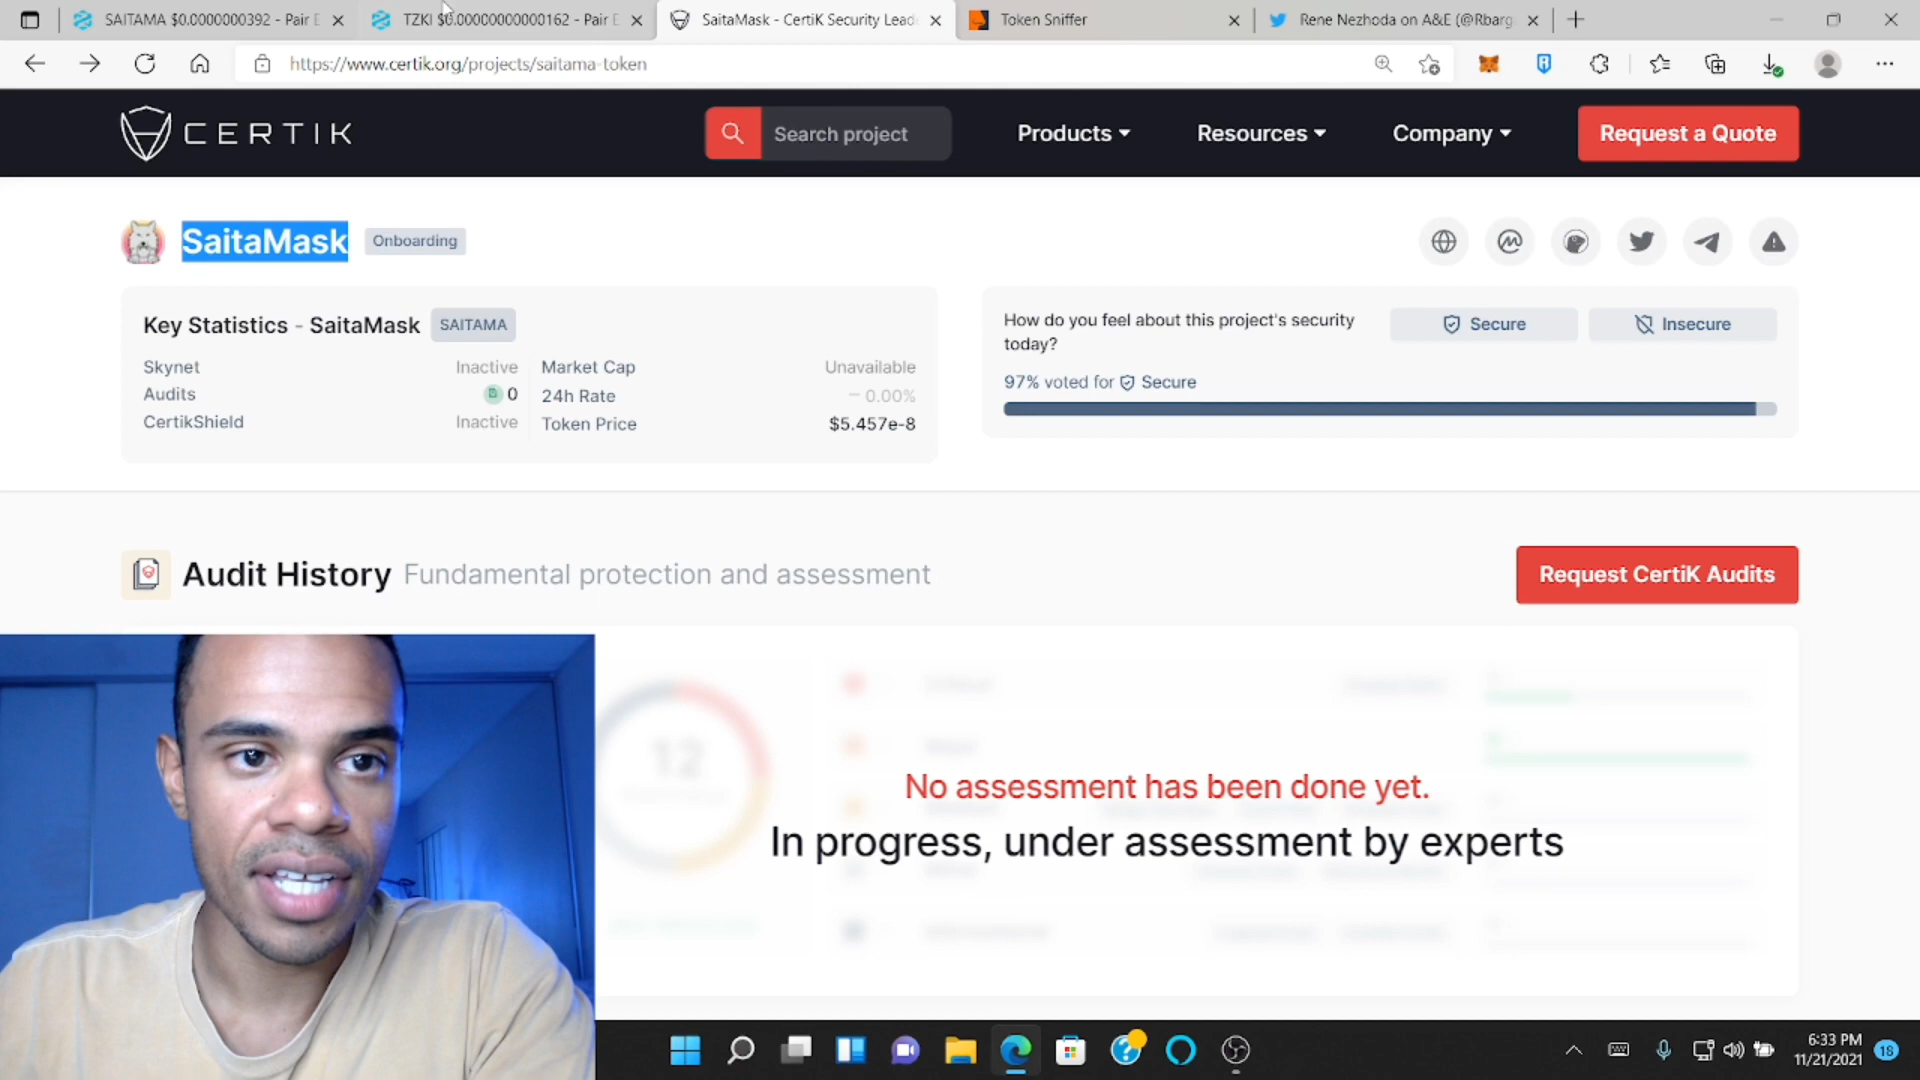 SAITAMA $0.0000000392 - Pair E
TZKI $0.00000000000162 - Pair E
SaitaMask - CertiK Security Lead
Token Sniffer
Rene Nezhoda on A&E (@Rbarg
https://www.certik.org/projects/saitama-token
CERTIK
Search project
Products
Resources
Company
Request a Quote
SaitaMask
Onboarding
Key Statistics - SaitaMask SAITAMA
Skynet Inactive Market Cap Unavailable
Audits 0 24h Rate – 0.00%
CertikShield Inactive Token Price $5.457e-8
How do you feel about this project's security
today?
Secure
Insecure
97% voted for Secure
Audit History Fundamental protection and assessment
Request CertiK Audits
12
No assessment has been done yet.
In progress, under assessment by experts
6:33 PM
11/21/2021
18